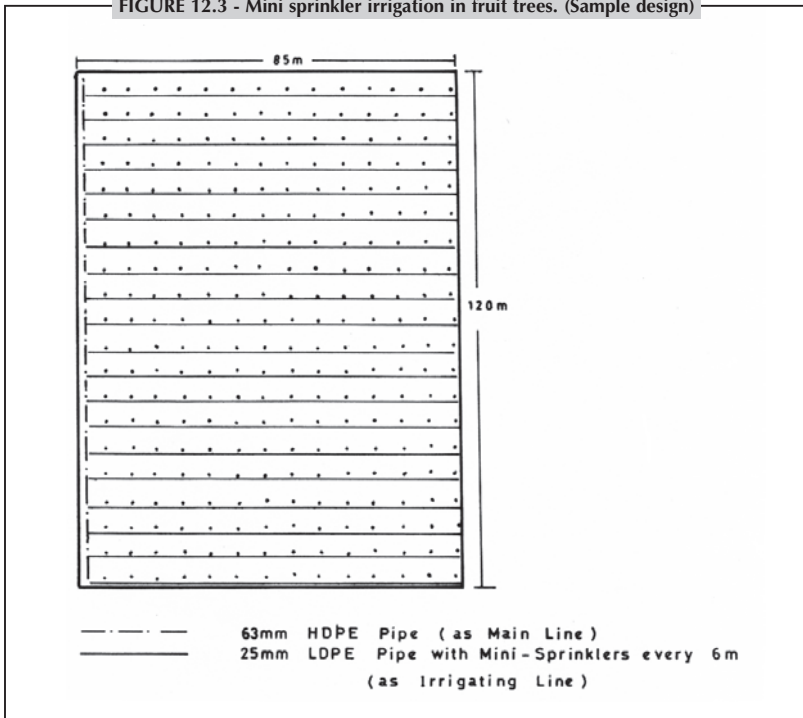 FIGURE 12.3 - Mini sprinkler irrigation in fruit trees. (Sample design)
85m
120m
63mm HDPE Pipe (as Main Line)
25mm LDPE Pipe with Mini-Sprinklers every 6m
(as Irrigating Line)